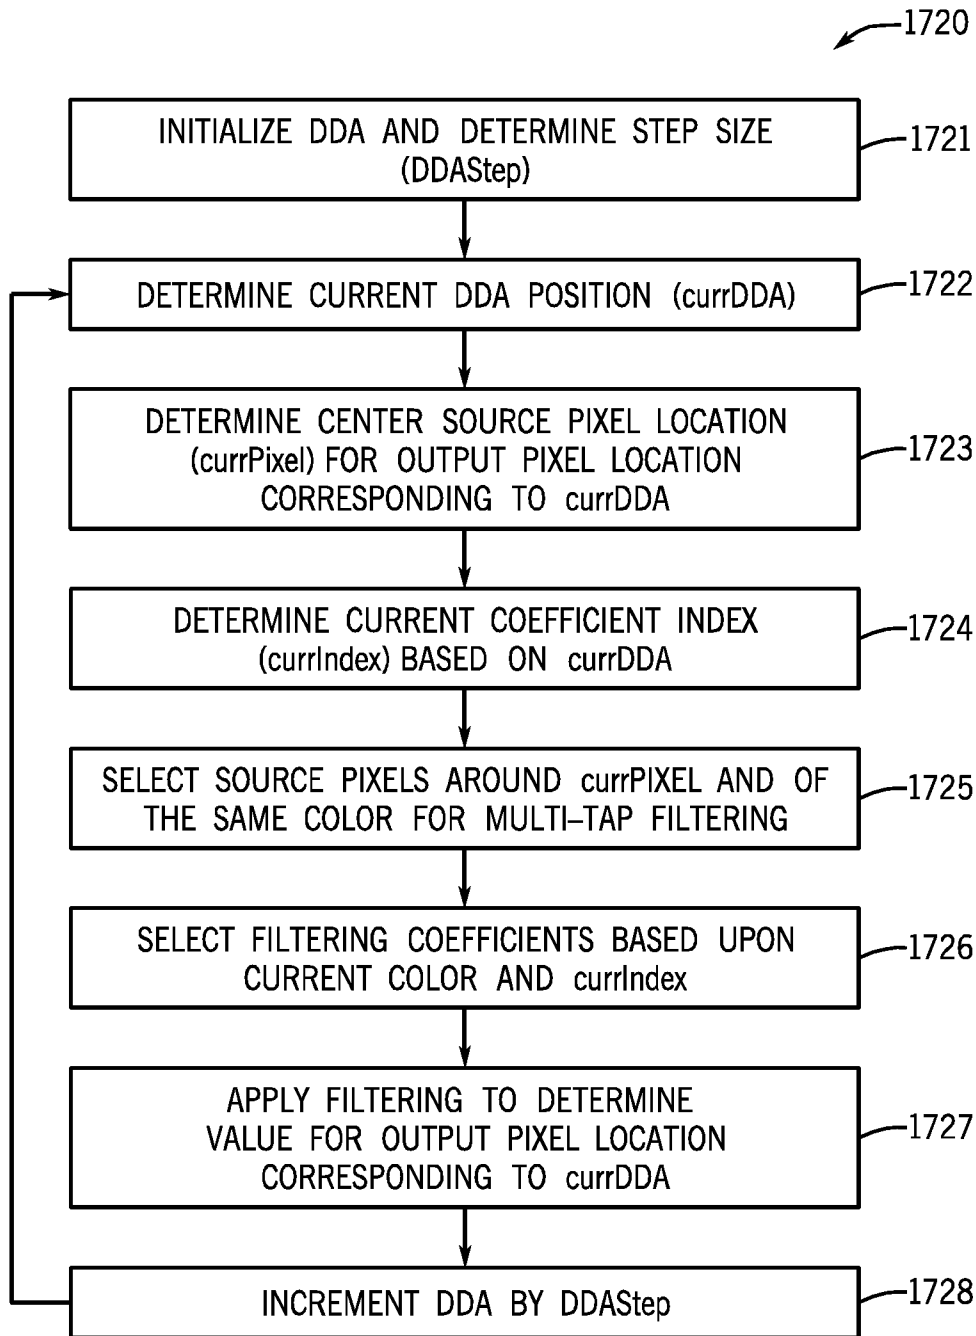 1720
INITIALIZE DDA AND DETERMINE STEP SIZE
(DDAStep)
1721
DETERMINE CURRENT DDA POSITION (currDDA)
1722
DETERMINE CENTER SOURCE PIXEL LOCATION
(currPixel) FOR OUTPUT PIXEL LOCATION
CORRESPONDING TO currDDA
1723
DETERMINE CURRENT COEFFICIENT INDEX
(currIndex) BASED ON currDDA
1724
SELECT SOURCE PIXELS AROUND currPIXEL AND OF
THE SAME COLOR FOR MULTI–TAP FILTERING
1725
SELECT FILTERING COEFFICIENTS BASED UPON
CURRENT COLOR AND currIndex
1726
APPLY FILTERING TO DETERMINE
VALUE FOR OUTPUT PIXEL LOCATION
CORRESPONDING TO currDDA
1727
INCREMENT DDA BY DDAStep
1728